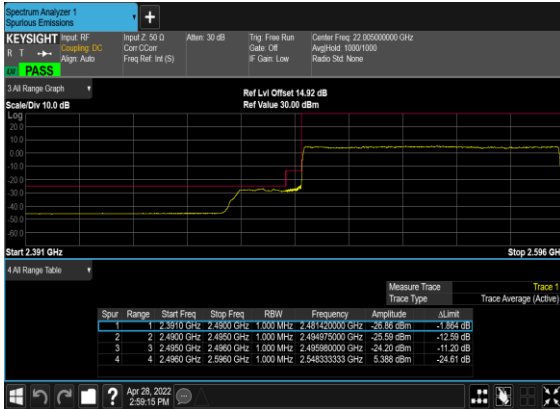 Spectrum Analyzer 1
Spurious Emissions
+
KEYSIGHT Input: RF Input Z: 50 Ω Atten: 30 dB Trig: Free Run Center Freq: 22.005000000 GHz
R T Coupling: DC Corr CCorr Gate: Off Avg|Hold: 1000/1000
Align: Auto Freq Ref: Int (S) IF Gain: Low Radio Std: None
PASS
3 All Range Graph
Ref Lvl Offset 14.92 dB
Scale/Div 10.0 dB Ref Value 30.00 dBm
Log
20.0
10.0
0.00
-10.0
-20.0
-30.0
-40.0
-50.0
Start 2.391 GHz Stop 2.596 GH
4 All Range Table
Measure Trace Trace 1
Trace Type Trace Average (Active)
Spur Range Start Freq Stop Freq RBW Frequency Amplitude ΔLimit
1 1 2.3910 GHz 2.4900 GHz 1.000 MHz 2.481420000 GHz -26.86 dBm -1.864 dB
2 2 2.4900 GHz 2.4950 GHz 1.000 MHz 2.494975000 GHz -25.59 dBm -12.59 dB
3 3 2.4950 GHz 2.4960 GHz 1.000 MHz 2.495980000 GHz -24.20 dBm -11.20 dB
4 4 2.4960 GHz 2.5960 GHz 1.000 MHz 2.548333333 GHz 5.388 dBm -24.61 dB
? Apr 28, 2022
2:59:15 PM